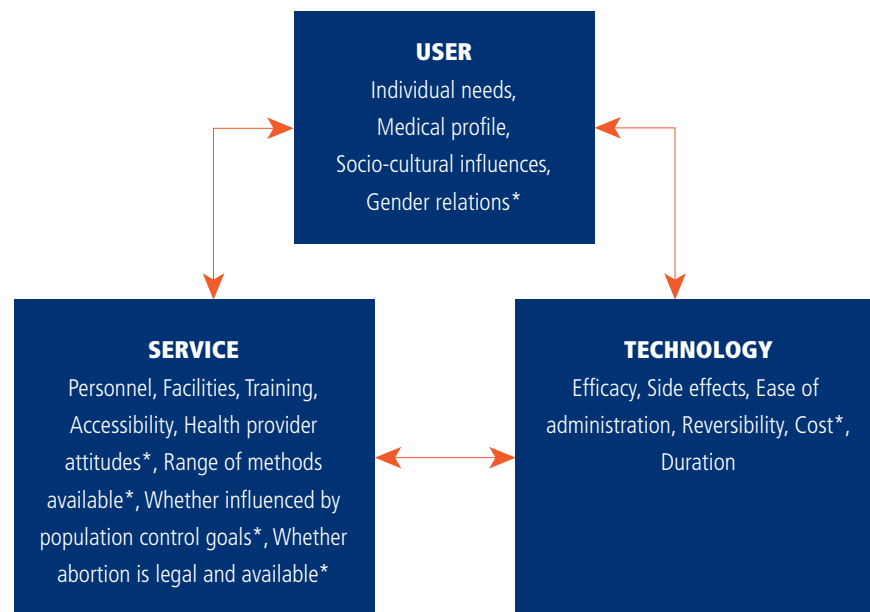 USER
Individual needs,
Medical profile,
Socio-cultural influences,
Gender relations*
SERVICE
Personnel, Facilities, Training,
Accessibility, Health provider
attitudes*, Range of methods
available*, Whether influenced by
population control goals*, Whether
abortion is legal and available*
TECHNOLOGY
Efficacy, Side effects, Ease of
administration, Reversibility, Cost*,
Duration